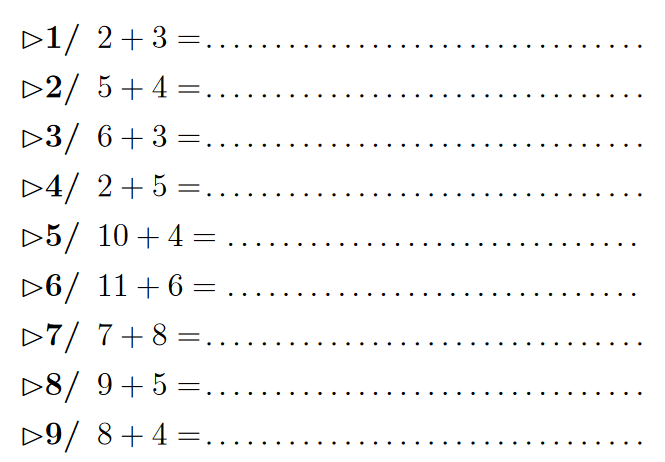 ▷1/ 2 + 3 =................................
▷2/ 5 + 4 =................................
▷3/ 6 + 3 =................................
▷4/ 2 + 5 =................................
▷5/ 10 + 4 = ..............................
▷6/ 11 + 6 = ..............................
▷7/ 7 + 8 =................................
▷8/ 9 + 5 =................................
▷9/ 8 + 4 =................................